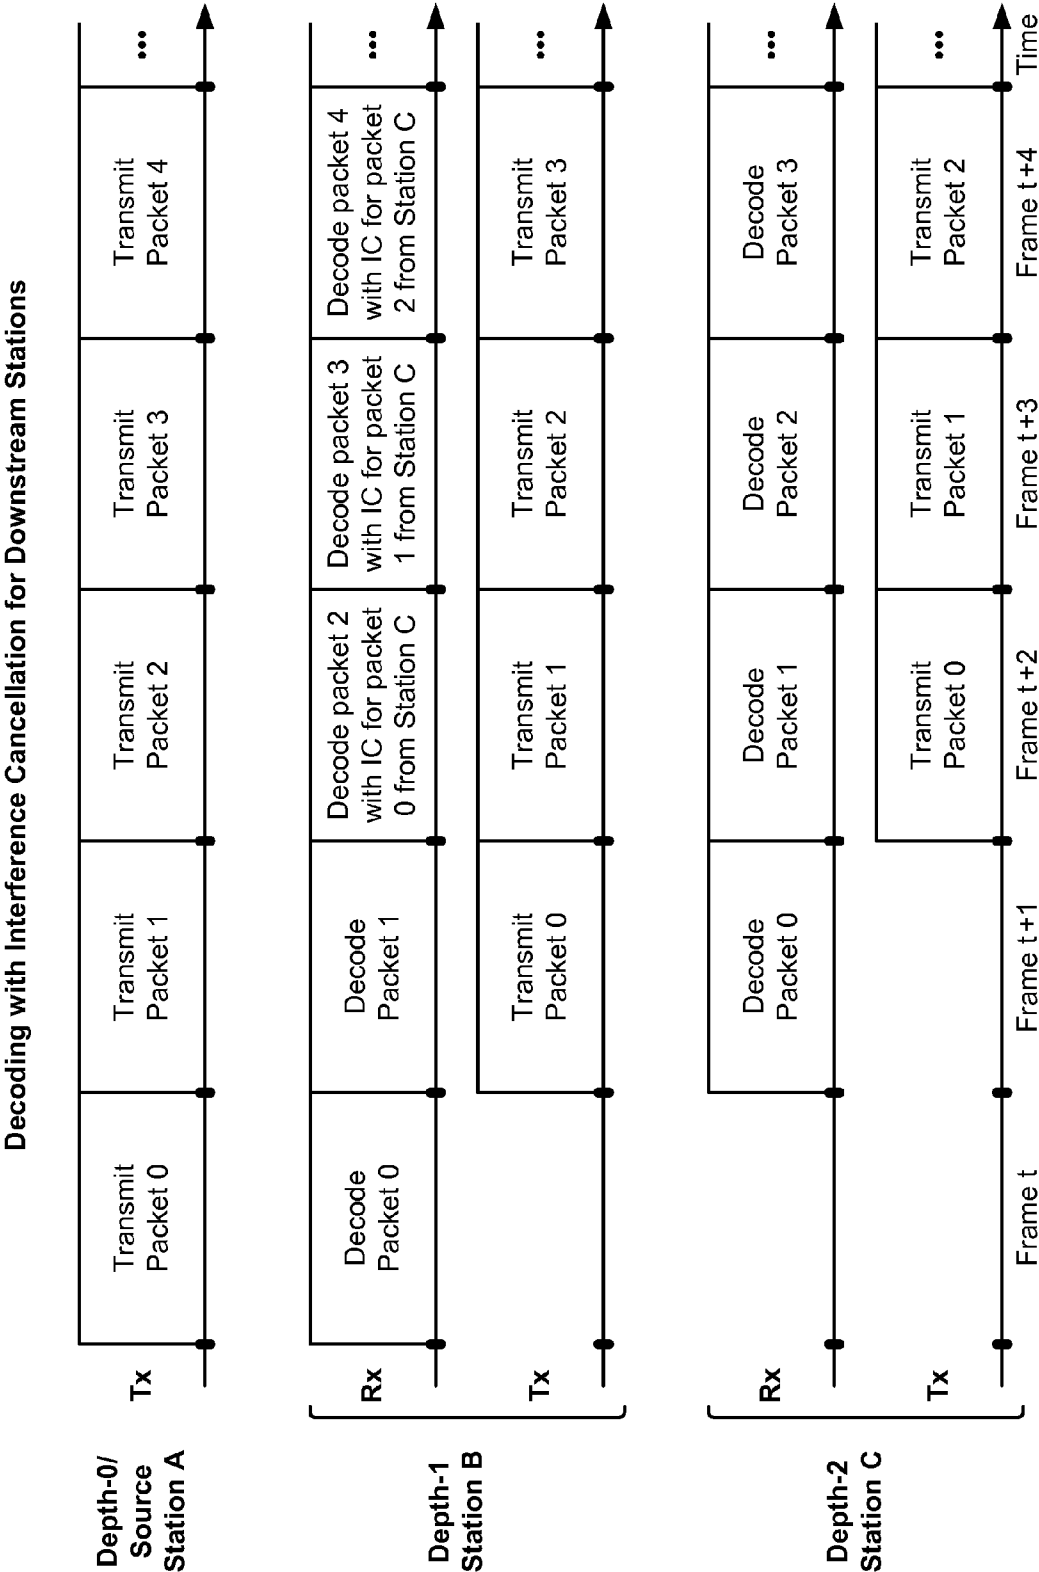 Decoding with Interference Cancellation for Downstream Stations
Depth-0/
Source
Station A
Tx
Transmit
Packet 0
Transmit
Packet 1
Transmit
Packet 2
Transmit
Packet 3
Transmit
Packet 4
...
Depth-1
Station B
Rx
Decode
Packet 0
Decode
Packet 1
Decode packet 2
with IC for packet
0 from Station C
Decode packet 3
with IC for packet
1 from Station C
Decode packet 4
with IC for packet
2 from Station C
...
Tx
Transmit
Packet 0
Transmit
Packet 1
Transmit
Packet 2
Transmit
Packet 3
...
Depth-2
Station C
Rx
Decode
Packet 0
Decode
Packet 1
Decode
Packet 2
Decode
Packet 3
...
Tx
Transmit
Packet 0
Transmit
Packet 1
Transmit
Packet 2
...
Frame t
Frame t+1
Frame t+2
Frame t+3
Frame t+4
Time